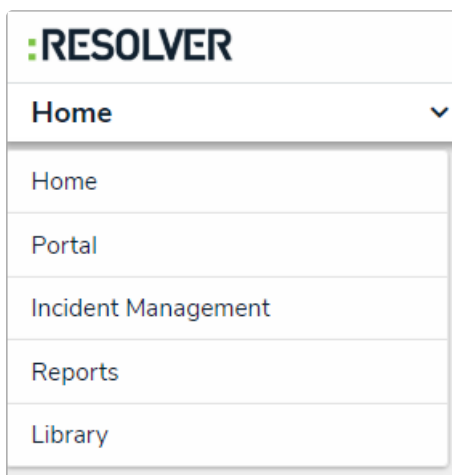 :RESOLVER
Home
Home
Portal
Incident Management
Reports
Library